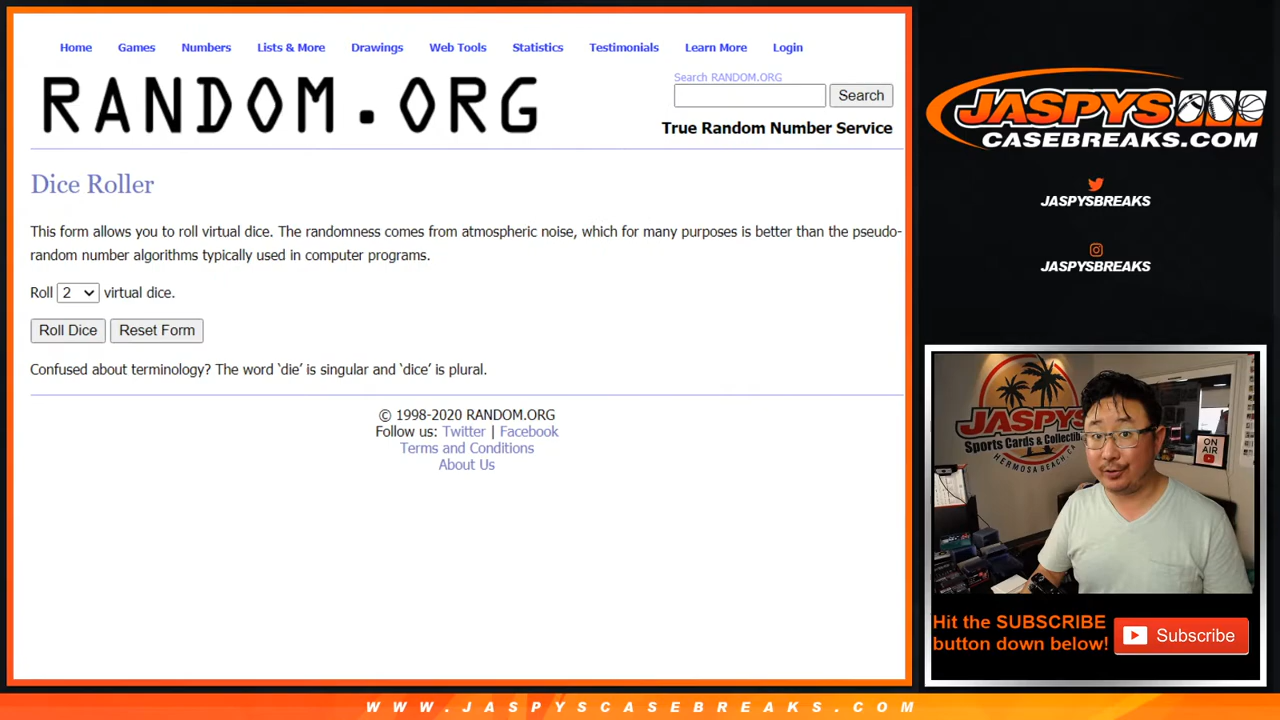 Home Games Numbers Lists & More Drawings Web Tools Statistics Testimonials Learn More Login
RANDOM.ORG
Search RANDOM.ORG
Search
True Random Number Service
Dice Roller
This form allows you to roll virtual dice. The randomness comes from atmospheric noise, which for many purposes is better than the pseudo-
random number algorithms typically used in computer programs.
Roll 2 virtual dice.
Roll Dice Reset Form
Confused about terminology? The word ‘die’ is singular and ‘dice’ is plural.
© 1998-2020 RANDOM.ORG
Follow us: Twitter | Facebook
Terms and Conditions
About Us
JASPYS
CASEBREAKS.COM
JASPYSBREAKS
JASPYSBREAKS
JASPYS
Sports Cards & Collectib
HERMOSA BEACH, CA
ON
AIR
Hit the SUBSCRIBE
button down below!
Subscribe
WWW.JASPYSCASEBREAKS.COM